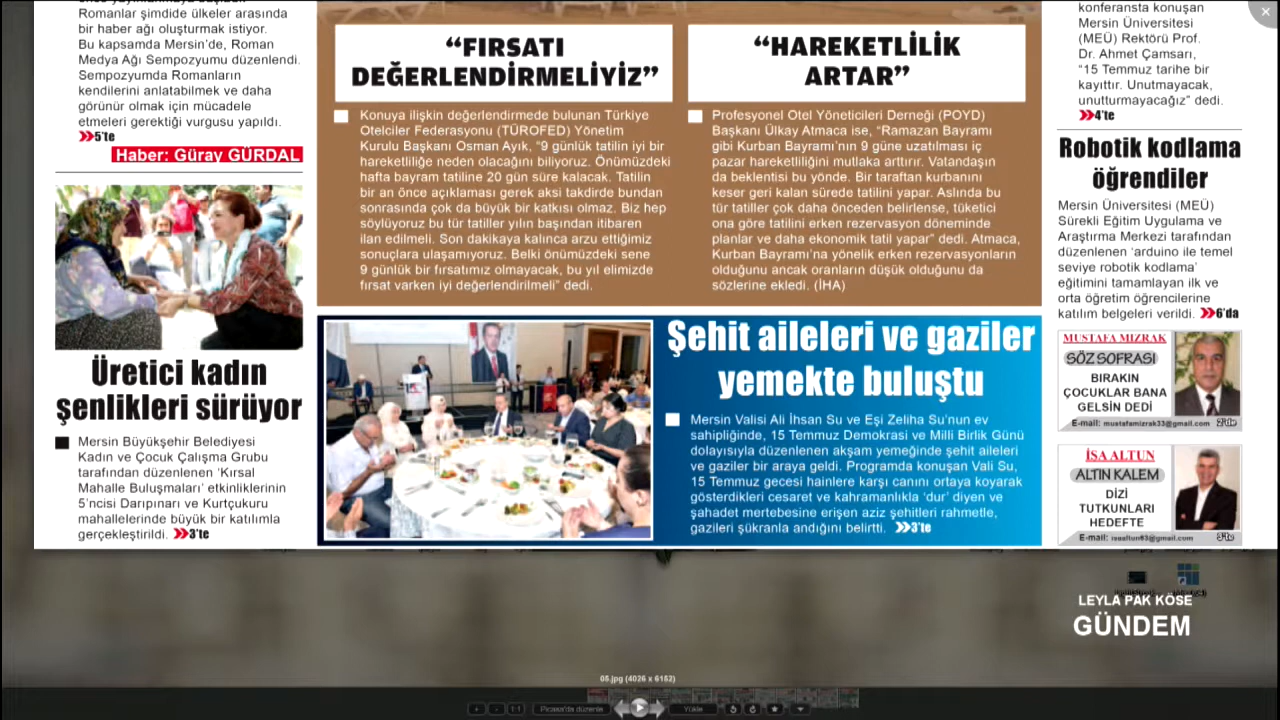 Romanlar şimdide ülkeler arasında
bir haber ağı oluşturmak istiyor.
Bu kapsamda Mersin'de, Roman
Medya Ağı Sempozyumu düzenlendi.
Sempozyumda Romanların
kendilerini anlatabilmek ve daha
görünür olmak için mücadele
etmeleri gerektiği vurgusu yapıldı.
5'te
Haber: Güray GÜRDAL
Üretici kadın
şenlikleri sürüyor
Mersin Büyükşehir Belediyesi
Kadın ve Çocuk Çalışma Grubu
tarafından düzenlenen 'Kırsal
Mahalle Buluşmaları' etkinliklerinin
5'ncisi Darıpınarı ve Kurtçukuru
mahallelerinde büyük bir katılımla
gerçekleştirildi. 3'te
"FIRSATI
DEĞERLENDİRMELİYİZ"
Konuya ilişkin değerlendirmede bulunan Türkiye
Otelciler Federasyonu (TÜROFED) Yönetim
Kurulu Başkanı Osman Ayık, "9 günlük tatilin iyi bir
hareketliliğe neden olacağını biliyoruz. Önümüzdeki
hafta bayram tatiline 20 gün süre kalacak. Tatilin
bir an önce açıklaması gerek aksi takdirde bundan
sonrasında çok da büyük bir katkısı olmaz. Biz hep
söylüyoruz bu tür tatiller yılın başından itibaren
ilan edilmeli. Son dakikaya kalınca arzu ettiğimiz
sonuçlara ulaşamıyoruz. Belki önümüzdeki sene
9 günlük bir fırsatımız olmayacak, bu yıl elimizde
fırsat varken iyi değerlendirilmeli" dedi.
"HAREKETLİLİK
ARTAR"
Profesyonel Otel Yöneticileri Derneği (POYD)
Başkanı Ülkay Atmaca ise, "Ramazan Bayramı
gibi Kurban Bayramı'nın 9 güne uzatılması iç
pazar hareketliliğini mutlaka arttırır. Vatandaşın
da beklentisi bu yönde. Bir taraftan kurbanını
keser geri kalan sürede tatilini yapar. Aslında bu
tür tatiller çok daha önceden belirlense, tüketici
ona göre tatilini erken rezervasyon döneminde
planlar ve daha ekonomik tatil yapar" dedi. Atmaca,
Kurban Bayramı'na yönelik erken rezervasyonların
olduğunu ancak oranların düşük olduğunu da
sözlerine ekledi. (İHA)
Şehit aileleri ve gaziler
yemekte buluştu
Mersin Valisi Ali İhsan Su ve Eşi Zeliha Su'nun ev
sahipliğinde, 15 Temmuz Demokrasi ve Milli Birlik Günü
dolayısıyla düzenlenen akşam yemeğinde şehit aileleri
ve gaziler bir araya geldi. Programda konuşan Vali Su,
15 Temmuz gecesi hainlere karşı canını ortaya koyarak
gösterdikleri cesaret ve kahramanlıkla 'dur' diyen ve
şahadet mertebesine erişen aziz şehitleri rahmetle,
gazileri şükranla andığını belirtti. 3'te
konferansta konuşan
Mersin Üniversitesi
(MEÜ) Rektörü Prof.
Dr. Ahmet Çamsarı,
"15 Temmuz tarihe bir
kayıttır. Unutmayacak,
unutturmayacağız" dedi.
4'te
Robotik kodlama
öğrendiler
Mersin Üniversitesi (MEÜ)
Sürekli Eğitim Uygulama ve
Araştırma Merkezi tarafından
düzenlenen 'arduino ile temel
seviye robotik kodlama'
eğitimini tamamlayan ilk ve
orta öğretim öğrencilerine
katılım belgeleri verildi. 6'da
MUSTAFA MIZRAK
SÖZ SOFRASI
BIRAKIN
ÇOCUKLAR BANA
GELSİN DEDİ
E-mail: mustafamizrak33@gmail.com 2'de
İSA ALTUN
ALTIN KALEM
DİZİ
TUTKUNLARI
HEDEFTE
E-mail: isaaltun63@gmail.com 3'te
LEYLA PAK KÖSE
GÜNDEM
05.jpg (4026 x 6152)
1:1
Picasa'da düzenle
Yükle